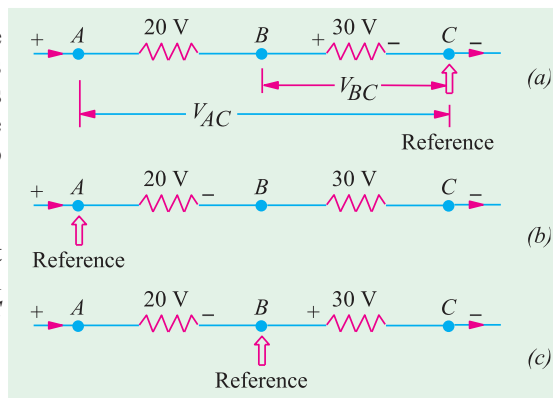 A 20 V B 30 V C
+ + – –
(a)
V_BC
V_AC
Reference
A 20 V B 30 V C
+ – –
(b)
Reference
A 20 V B 30 V C
+ – + –
(c)
Reference